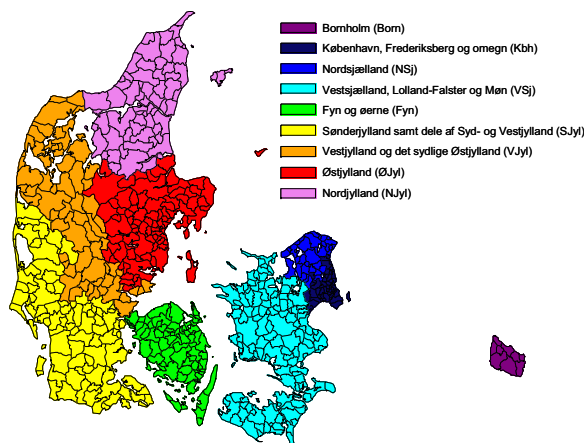 Bornholm (Born)
København, Frederiksberg og omegn (Kbh)
Nordsjælland (NSj)
Vestsjælland, Lolland-Falster og Møn (VSj)
Fyn og øerne (Fyn)
Sønderjylland samt dele af Syd- og Vestjylland (SJyl)
Vestjylland og det sydlige Østjylland (VJyl)
Østjylland (ØJyl)
Nordjylland (NJyl)